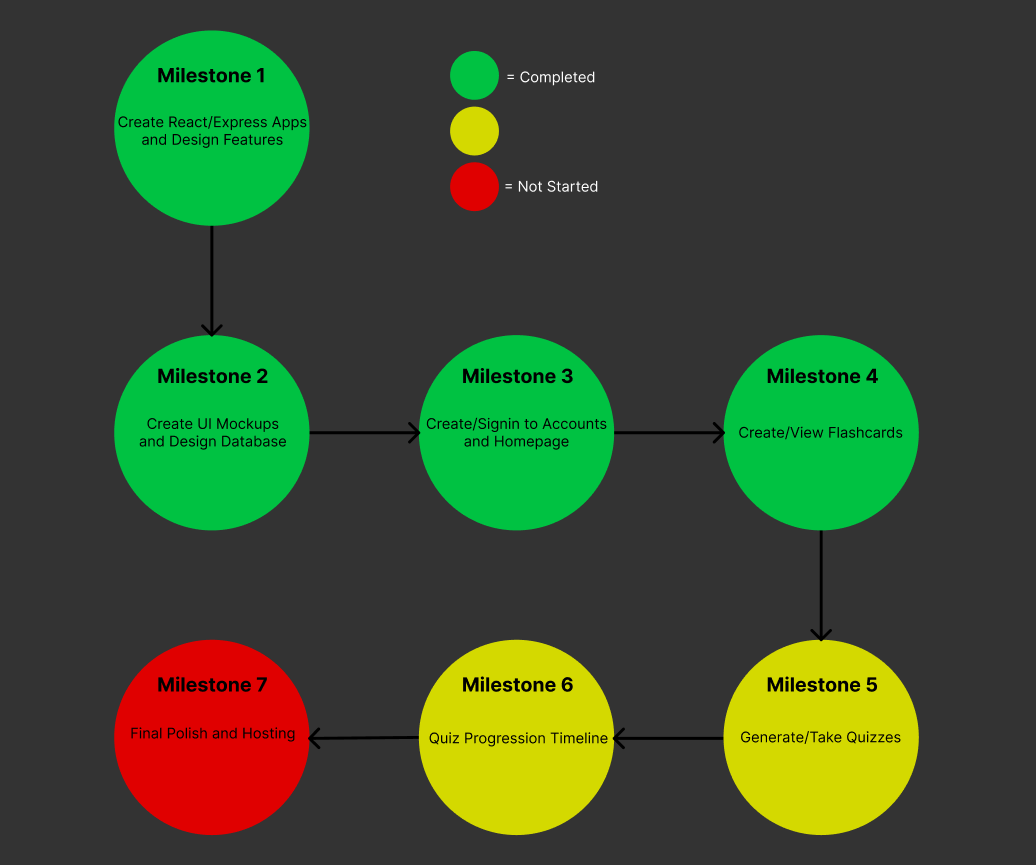 Milestone 1
Create React/Express Apps
and Design Features
= Completed
= Not Started
Milestone 2
Create UI Mockups
and Design Database
Milestone 3
Create/Signin to Accounts
and Homepage
Milestone 4
Create/View Flashcards
Milestone 7
Final Polish and Hosting
Milestone 6
Quiz Progression Timeline
Milestone 5
Generate/Take Quizzes